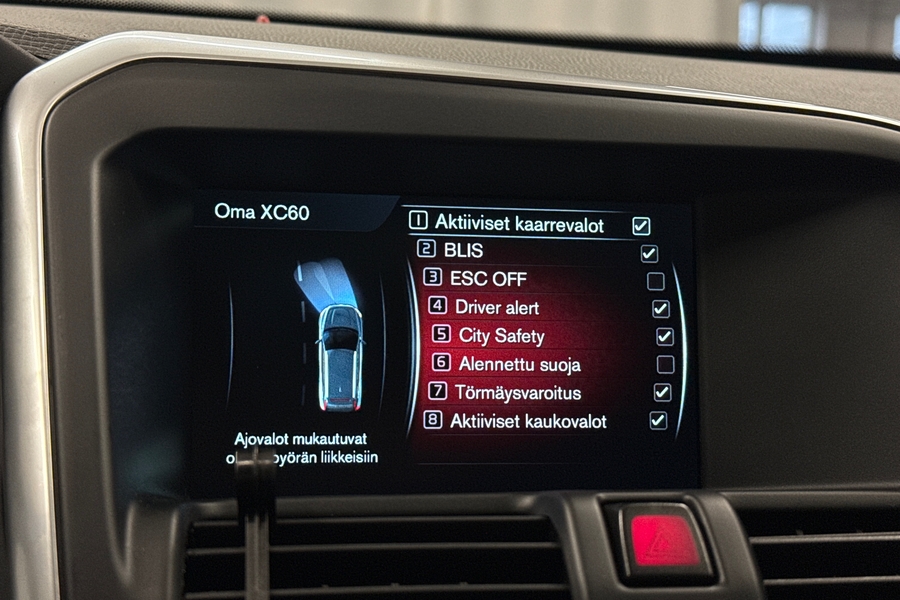 Oma XC60
1 Aktiiviset kaarrevalot
2 BLIS
3 ESC OFF
4 Driver alert
5 City Safety
6 Alennettu suoja
7 Törmäysvaroitus
8 Aktiiviset kaukovalot
Ajovalot mukautuvat
liikkeisiin